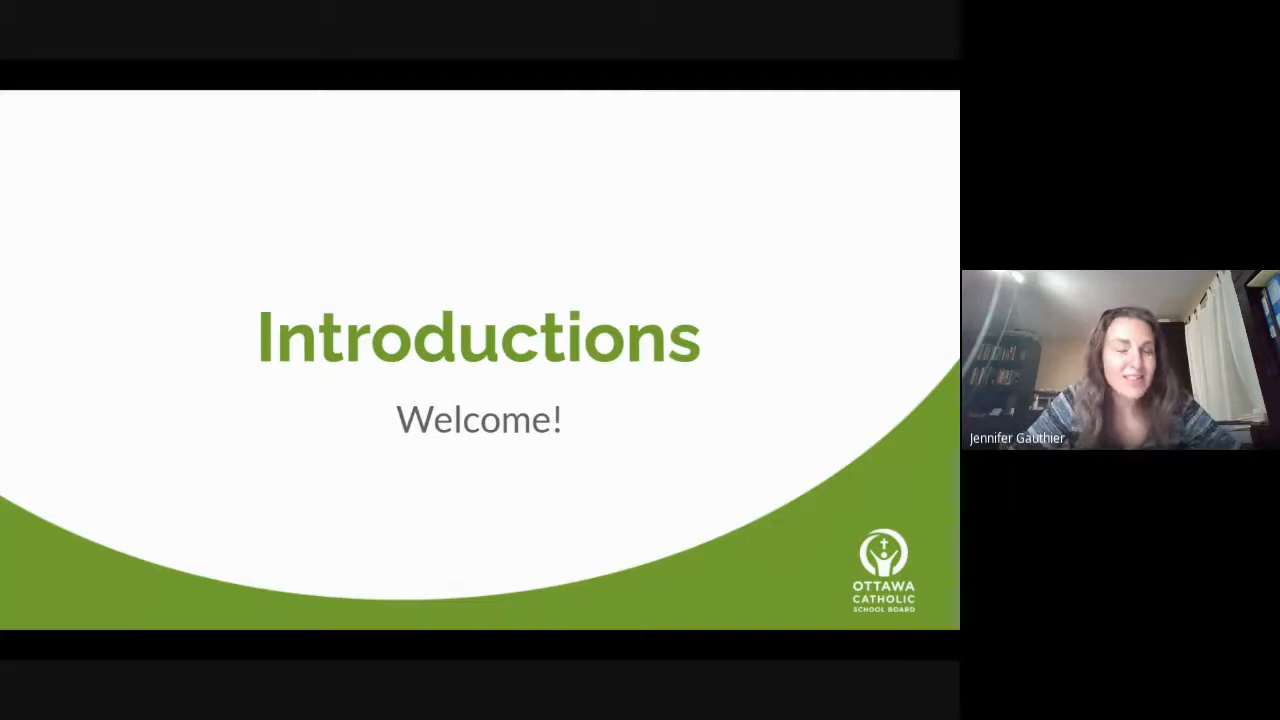 Introductions
Welcome!
OTTAWA
CATHOLIC
SCHOOL BOARD
Jennifer Gauthier